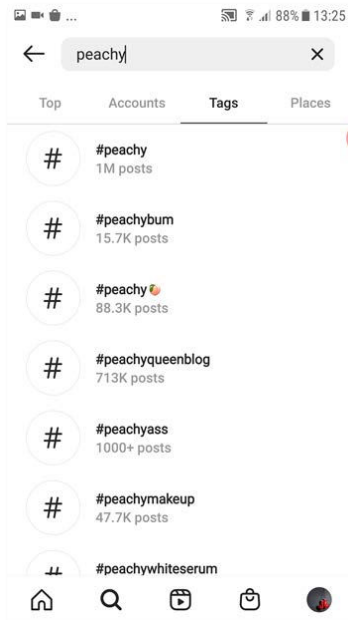 ... 88% 13:25
peachy
Top Accounts Tags Places
#peachy
1M posts
#peachybum
15.7K posts
#peachy🍑
88.3K posts
#peachyqueenblog
713K posts
#peachyass
1000+ posts
#peachymakeup
47.7K posts
#peachywhiteserum